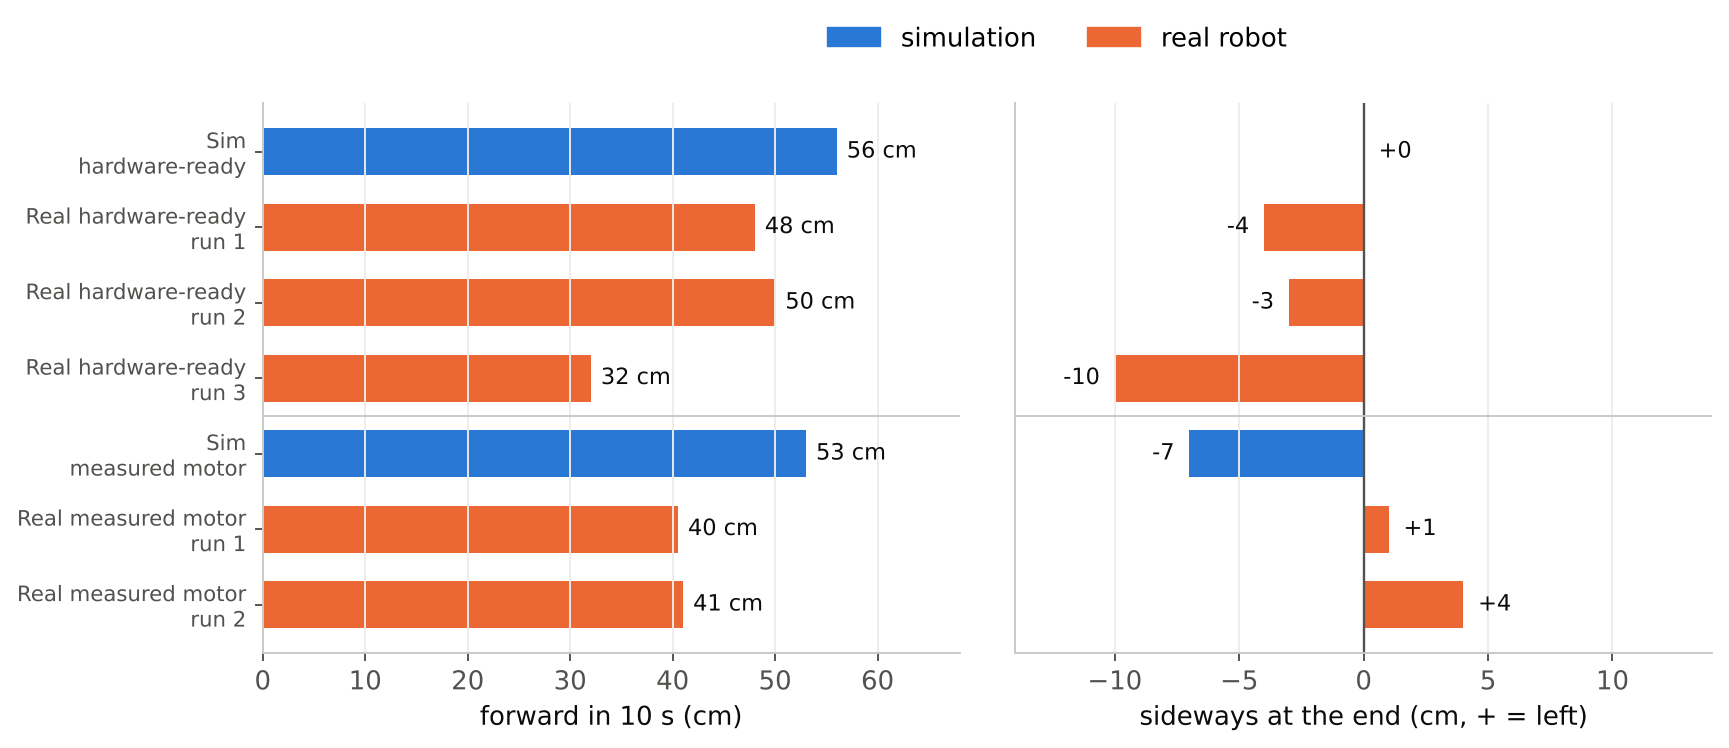 simulation real robot
Sim
hardware-ready
56 cm
+0
Real hardware-ready
run 1
48 cm
-4
Real hardware-ready
run 2
50 cm
-3
Real hardware-ready
run 3
32 cm
-10
Sim
measured motor
53 cm
-7
Real measured motor
run 1
40 cm
+1
Real measured motor
run 2
41 cm
+4
0 10 20 30 40 50 60
forward in 10 s (cm)
−10 −5 0 5 10
sideways at the end (cm, + = left)